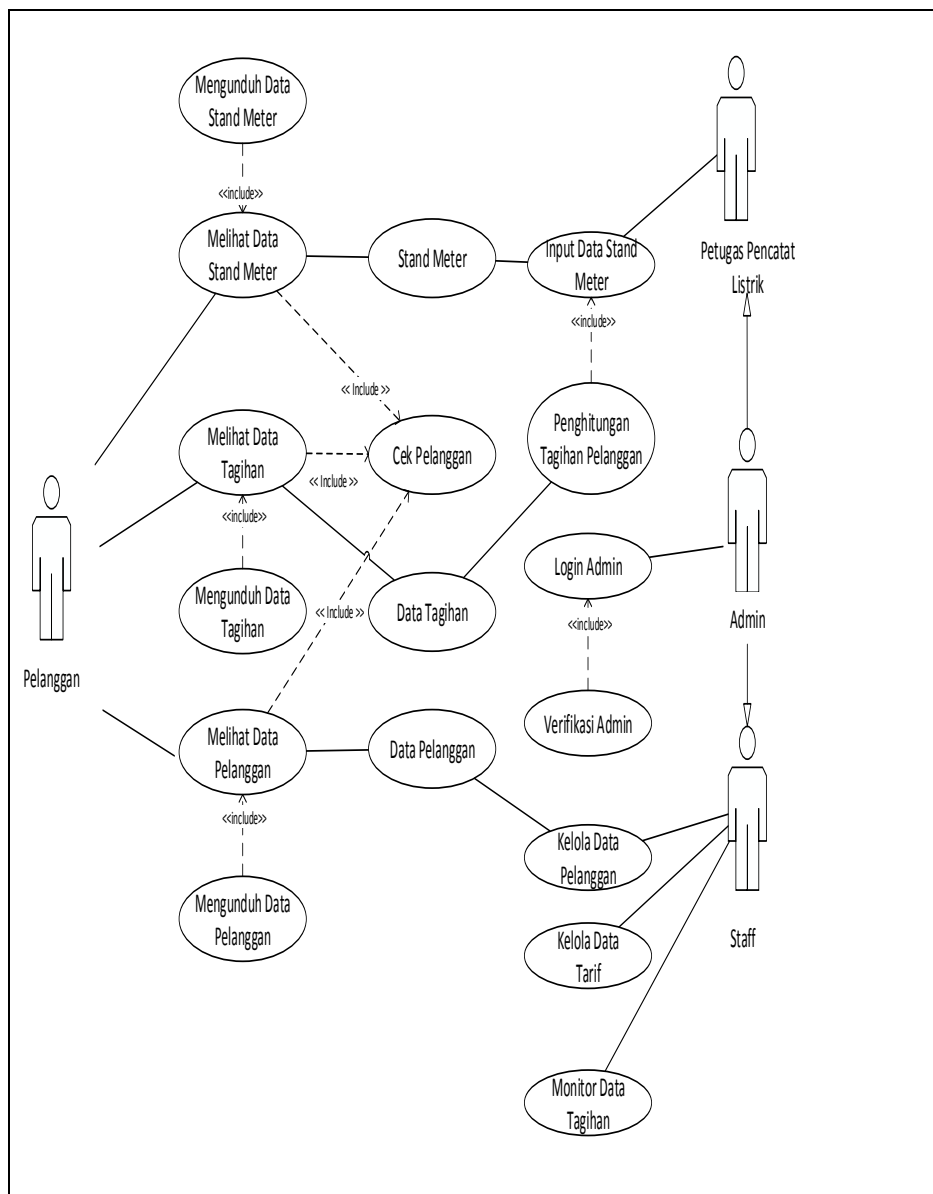 Mengunduh Data
Stand Meter
<<include>>
Melihat Data
Stand Meter
Stand Meter
Input Data Stand
Meter
Petugas Pencatat
Listrik
<<include>>
<< Include >>
Melihat Data
Tagihan
<< Include >>
Cek Pelanggan
Penghitungan
Tagihan Pelanggan
<<include>>
Mengunduh Data
Tagihan
<< Include >>
Data Tagihan
Login Admin
<<include>>
Admin
Pelanggan
Verifikasi Admin
Melihat Data
Pelanggan
Data Pelanggan
<<include>>
Kelola Data
Pelanggan
Mengunduh Data
Pelanggan
Kelola Data
Tarif
Staff
Monitor Data
Tagihan